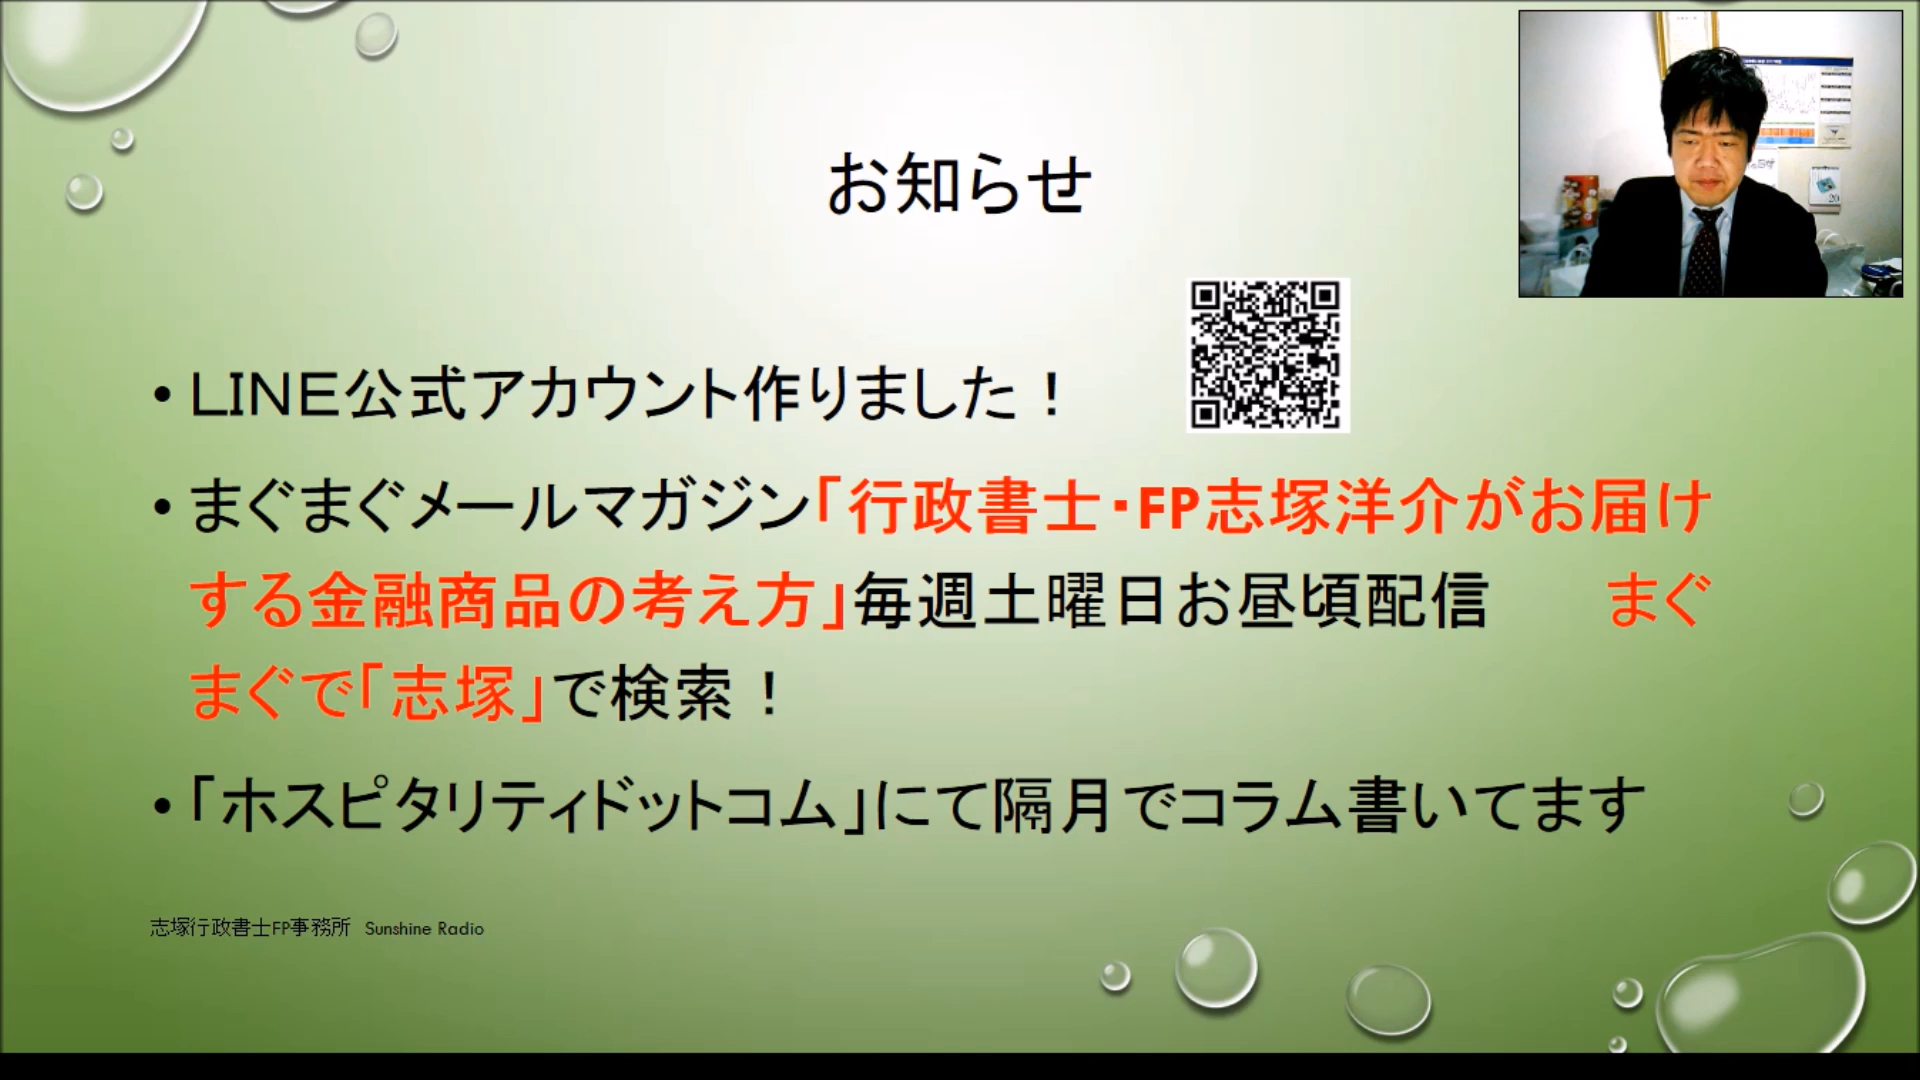 お知らせ
• ＬＩＮＥ公式アカウント作りました！
• まぐまぐメールマガジン「行政書士・FP志塚洋介がお届け
する金融商品の考え方」毎週土曜日お昼頃配信　　まぐ
まぐで「志塚」で検索！
• 「ホスピタリティドットコム」にて隔月でコラム書いてます
志塚行政書士FP事務所　Sunshine Radio
20